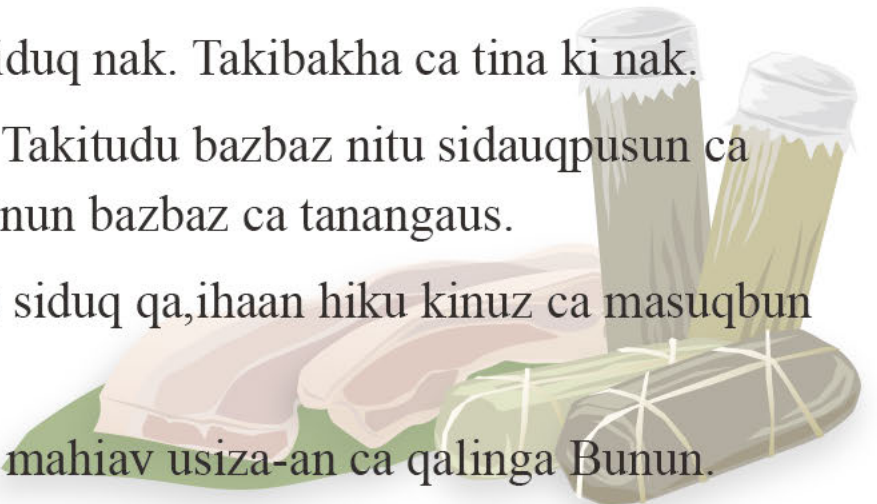 iduq nak. Takibakha ca tina ki nak.
Takitudu bazbaz nitu sidauqpusun ca
nun bazbaz ca tanangaus.
siduq qa,ihaan hiku kinuz ca masuqbun
mahiav usiza-an ca qalinga Bunun.